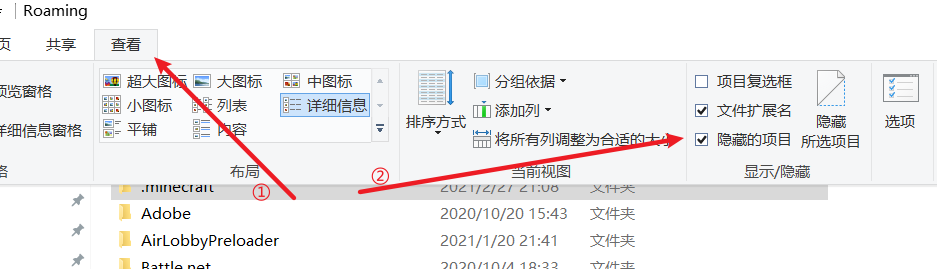 Roaming
页 共享 查看
预览窗格
详细信息窗格
超大图标 大图标 中图标
小图标 列表 详细信息
平铺 内容
布局
①
排序方式
分组依据
添加列
将所有列调整为合适的大小
当前视图
②
项目复选框
文件扩展名
隐藏的项目
隐藏
所选项目
显示/隐藏
选项
格
.minecraft 2021/2/27 21:08 文件夹
Adobe 2020/10/20 15:43 文件夹
AirLobbyPreloader 2021/1/20 21:41 文件夹
Battle.net 2020/10/4 18:33 文件夹